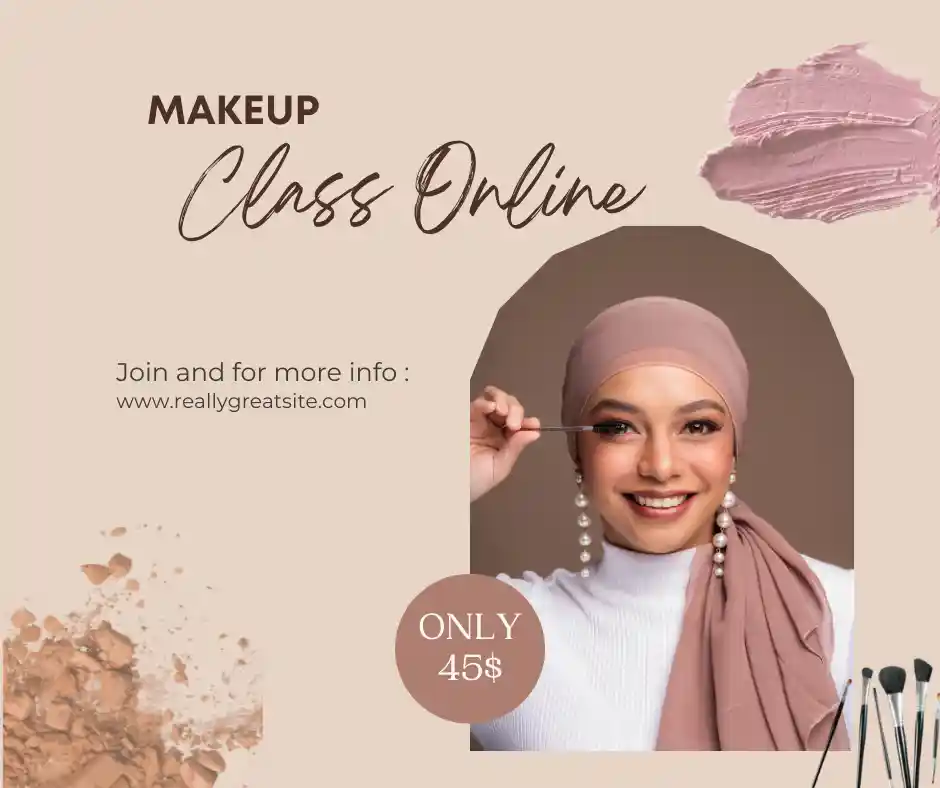 MAKEUP
Class Online
Join and for more info :
www.reallygreatsite.com
ONLY
45$